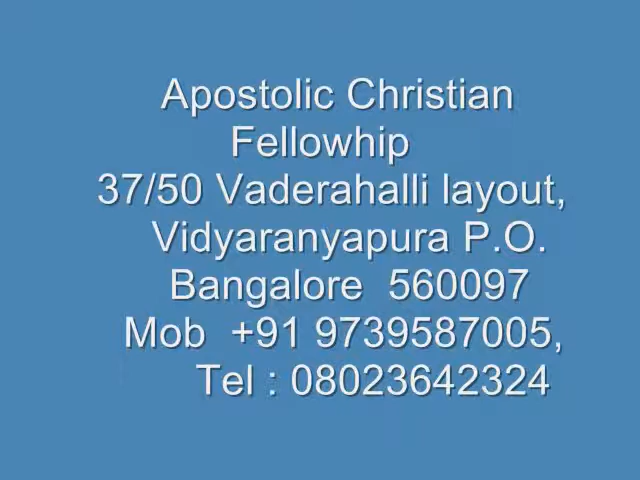 Apostolic Christian
Fellowhip
37/50 Vaderahalli layout,
Vidyaranyapura P.O.
Bangalore 560097
Mob +91 9739587005,
Tel : 08023642324